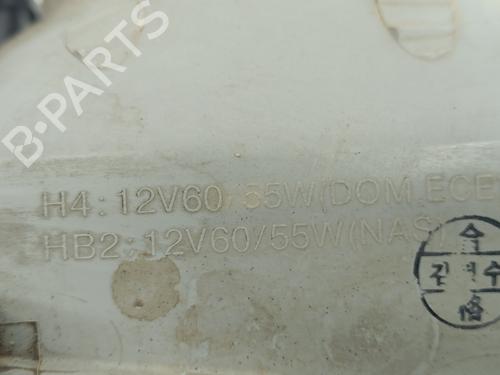 B-PARTS
H4:12V60/55W(DOM.ECE
HB2:12V60/55W(NAS